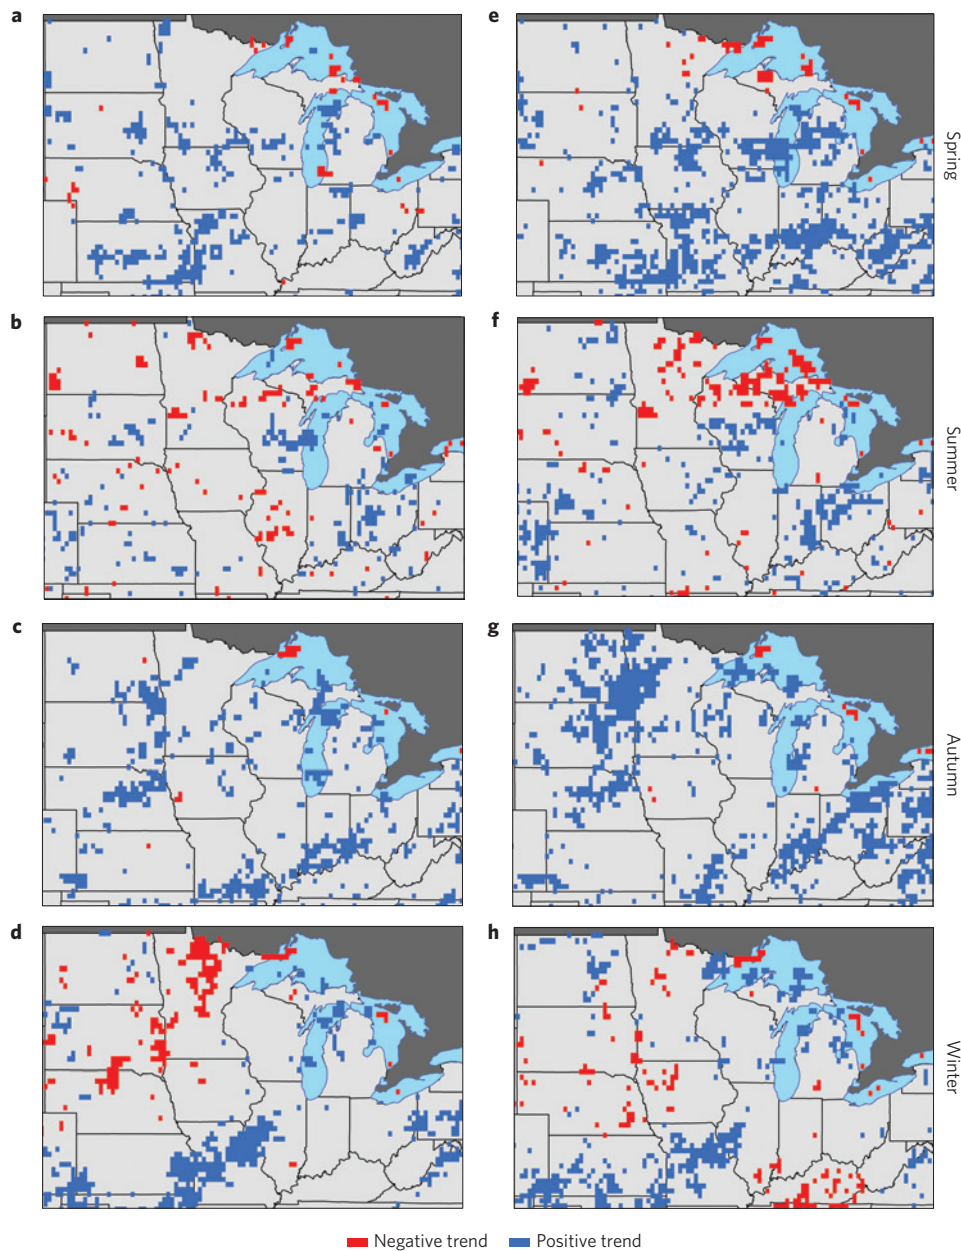 a
e
Spring
b
f
Summer
c
g
Autumn
d
h
Winter
Negative trend
Positive trend